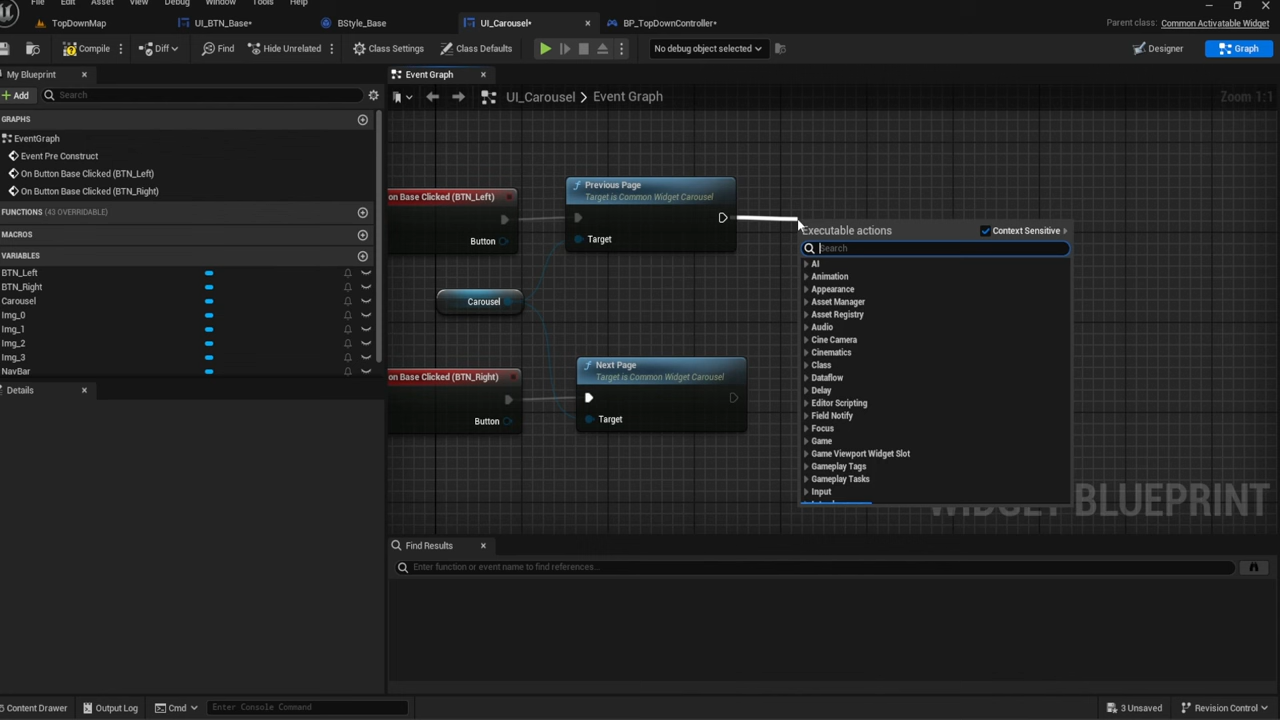 File Edit Asset View Debug Window Tools Help
TopDownMap UI_BTN_Base* BStyle_Base UI_Carousel* BP_TopDownController* Parent class: Common Activatable Widget
Compile Diff Find Hide Unrelated Class Settings Class Defaults No debug object selected Designer Graph
My Blueprint Event Graph
Add Search UI_Carousel > Event Graph Zoom 1:1
GRAPHS
EventGraph
Event Pre Construct
On Button Base Clicked (BTN_Left)
On Button Base Clicked (BTN_Right)
FUNCTIONS (43 OVERRIDABLE)
MACROS
VARIABLES
BTN_Left
BTN_Right
Carousel
Img_0
Img_1
Img_2
Img_3
NavBar
Details
on Base Clicked (BTN_Left)
Button
Previous Page
Target is Common Widget Carousel
Target
Carousel
on Base Clicked (BTN_Right)
Button
Next Page
Target is Common Widget Carousel
Target
Executable actions Context Sensitive
Search
AI
Animation
Appearance
Asset Manager
Asset Registry
Audio
Cine Camera
Cinematics
Class
Dataflow
Delay
Editor Scripting
Field Notify
Focus
Game
Game Viewport Widget Slot
Gameplay Tags
Gameplay Tasks
Input
BLUEPRINT
Find Results
Enter function or event name to find references...
Content Drawer Output Log Cmd Enter Console Command 3 Unsaved Revision Control